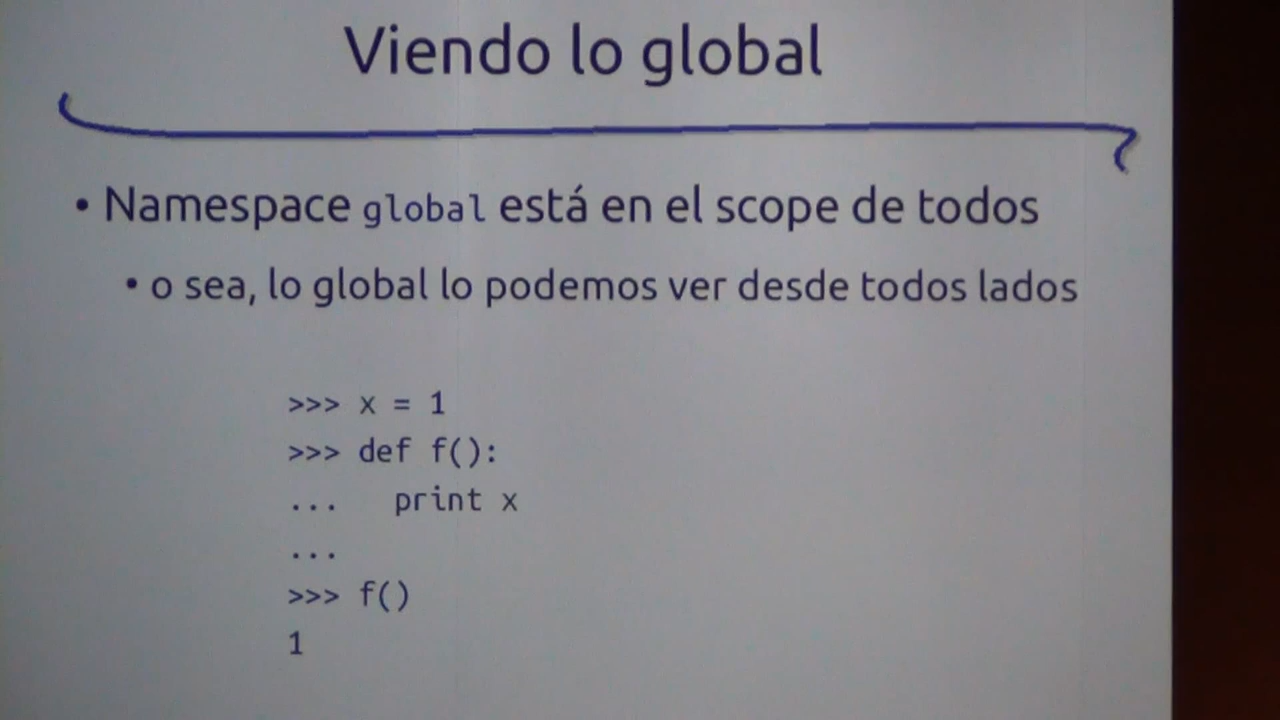 Viendo lo global
• Namespace global está en el scope de todos
• o sea, lo global lo podemos ver desde todos lados
>>> x = 1
>>> def f():
...   print x
...
>>> f()
1